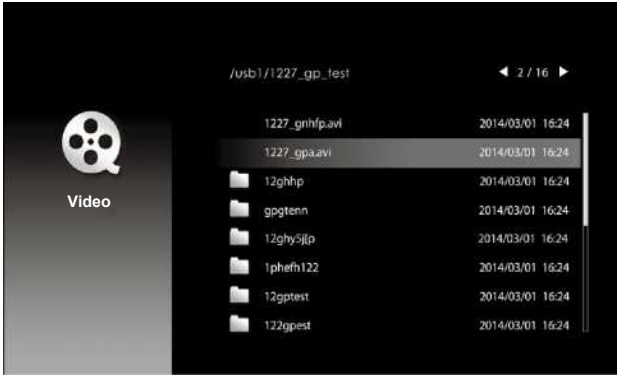 /usb1/1227_gp_test
◀ 2/16 ▶
Video
1227_gnhfp.avi 2014/03/01 16:24
1227_gpa.avi 2014/03/01 16:24
12ghhp 2014/03/01 16:24
gpgtenn 2014/03/01 16:24
12ghy5j[p 2014/03/01 16:24
1phefh122 2014/03/01 16:24
12gptest 2014/03/01 16:24
122gpest 2014/03/01 16:24